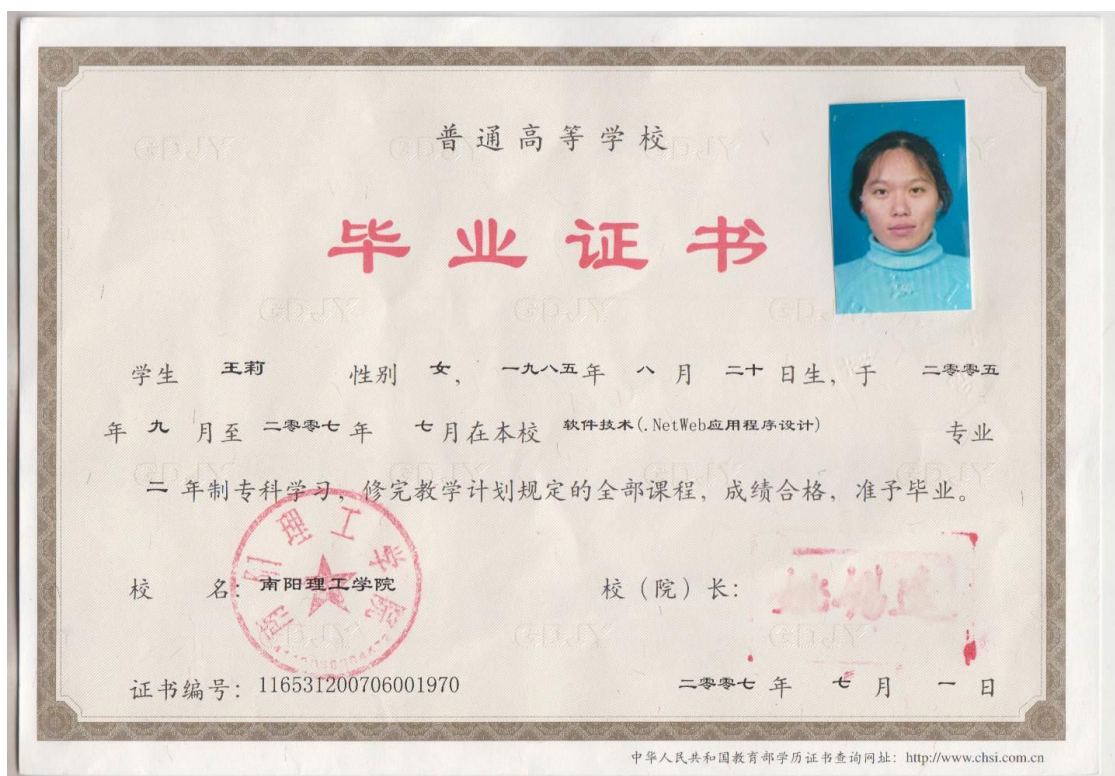 普通高等学校
毕业证书
学生 王莉 性别 女, 一九八五年 八 月 二十 日生, 于 二零零五
年 九 月至 二零零七 年 七 月在本校 软件技术(.NetWeb应用程序设计) 专业
二 年制专科学习, 修完教学计划规定的全部课程, 成绩合格, 准予毕业。
南阳理工学院
校 名: 南阳理工学院 校(院)长:
证书编号: 116531200706001970 二零零七 年 七 月 一 日
中华人民共和国教育部学历证书查询网址: http://www.chsi.com.cn
GDJY